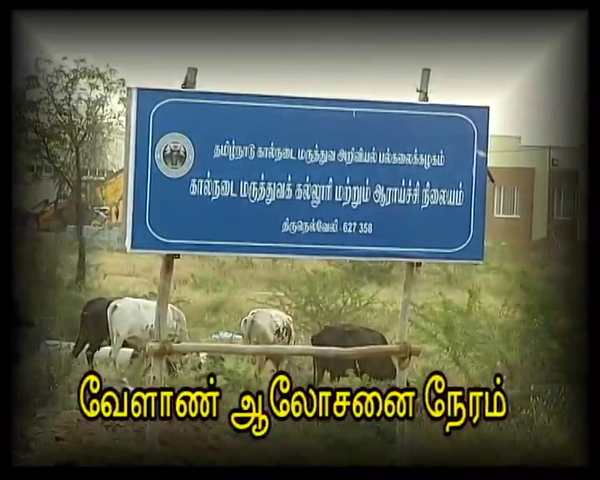 தமிழ்நாடு கால்நடை மருத்துவ அறிவியல் பல்கலைக்கழகம்
கால்நடை மருத்துவக் கல்லூரி மற்றும் ஆராய்ச்சி நிலையம்
திருநெல்வேலி - 627 358
வேளாண் ஆலோசனை நேரம்